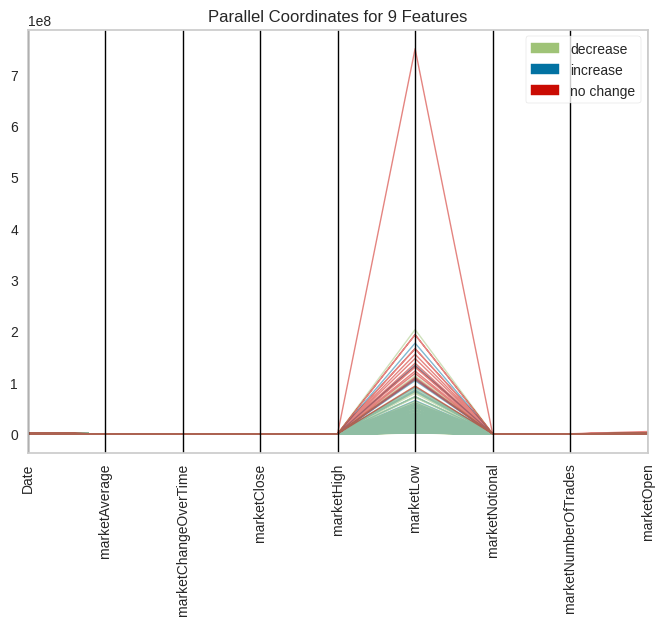 Parallel Coordinates for 9 Features
1e8
decrease
increase
no change
7
6
5
4
3
2
1
0
Date
marketAverage
marketChangeOverTime
marketClose
marketHigh
marketLow
marketNotional
marketNumberOfTrades
marketOpen